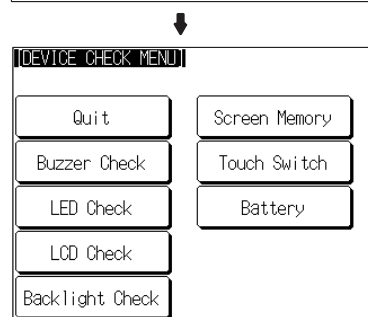 [DEVICE CHECK MENU]
Quit
Screen Memory
Buzzer Check
Touch Switch
LED Check
Battery
LCD Check
Backlight Check